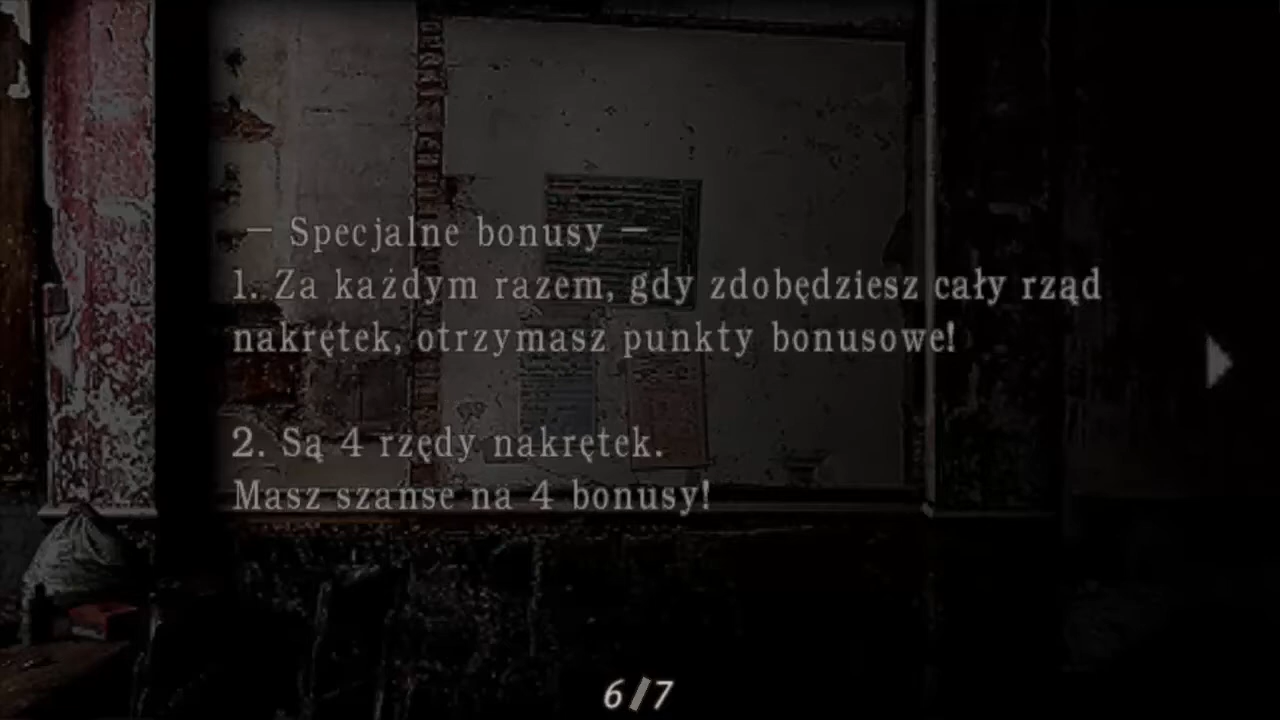 — Specjalne bonusy —
1. Za każdym razem, gdy zdobędziesz cały rząd
nakrętek, otrzymasz punkty bonusowe!
2. Są 4 rzędy nakrętek.
Masz szanse na 4 bonusy!
6/7